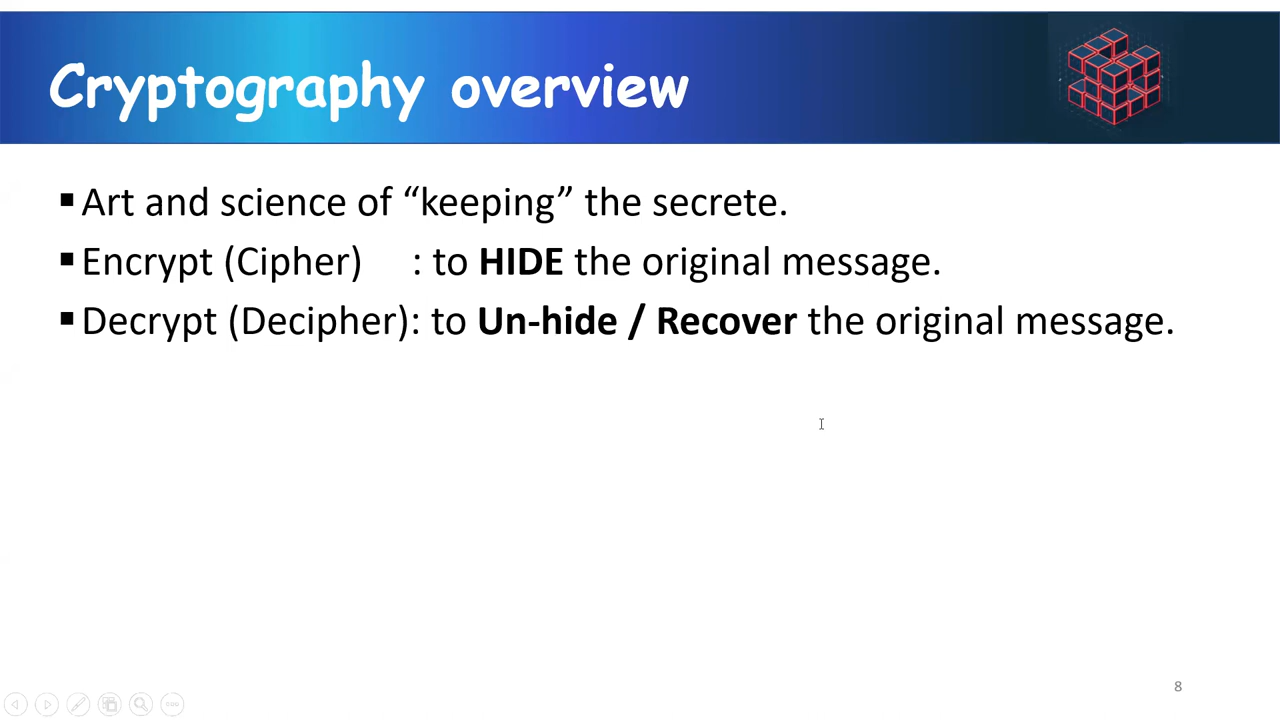 Cryptography overview
▪Art and science of “keeping” the secrete.
▪Encrypt (Cipher) : to HIDE the original message.
▪Decrypt (Decipher): to Un-hide / Recover the original message.
8